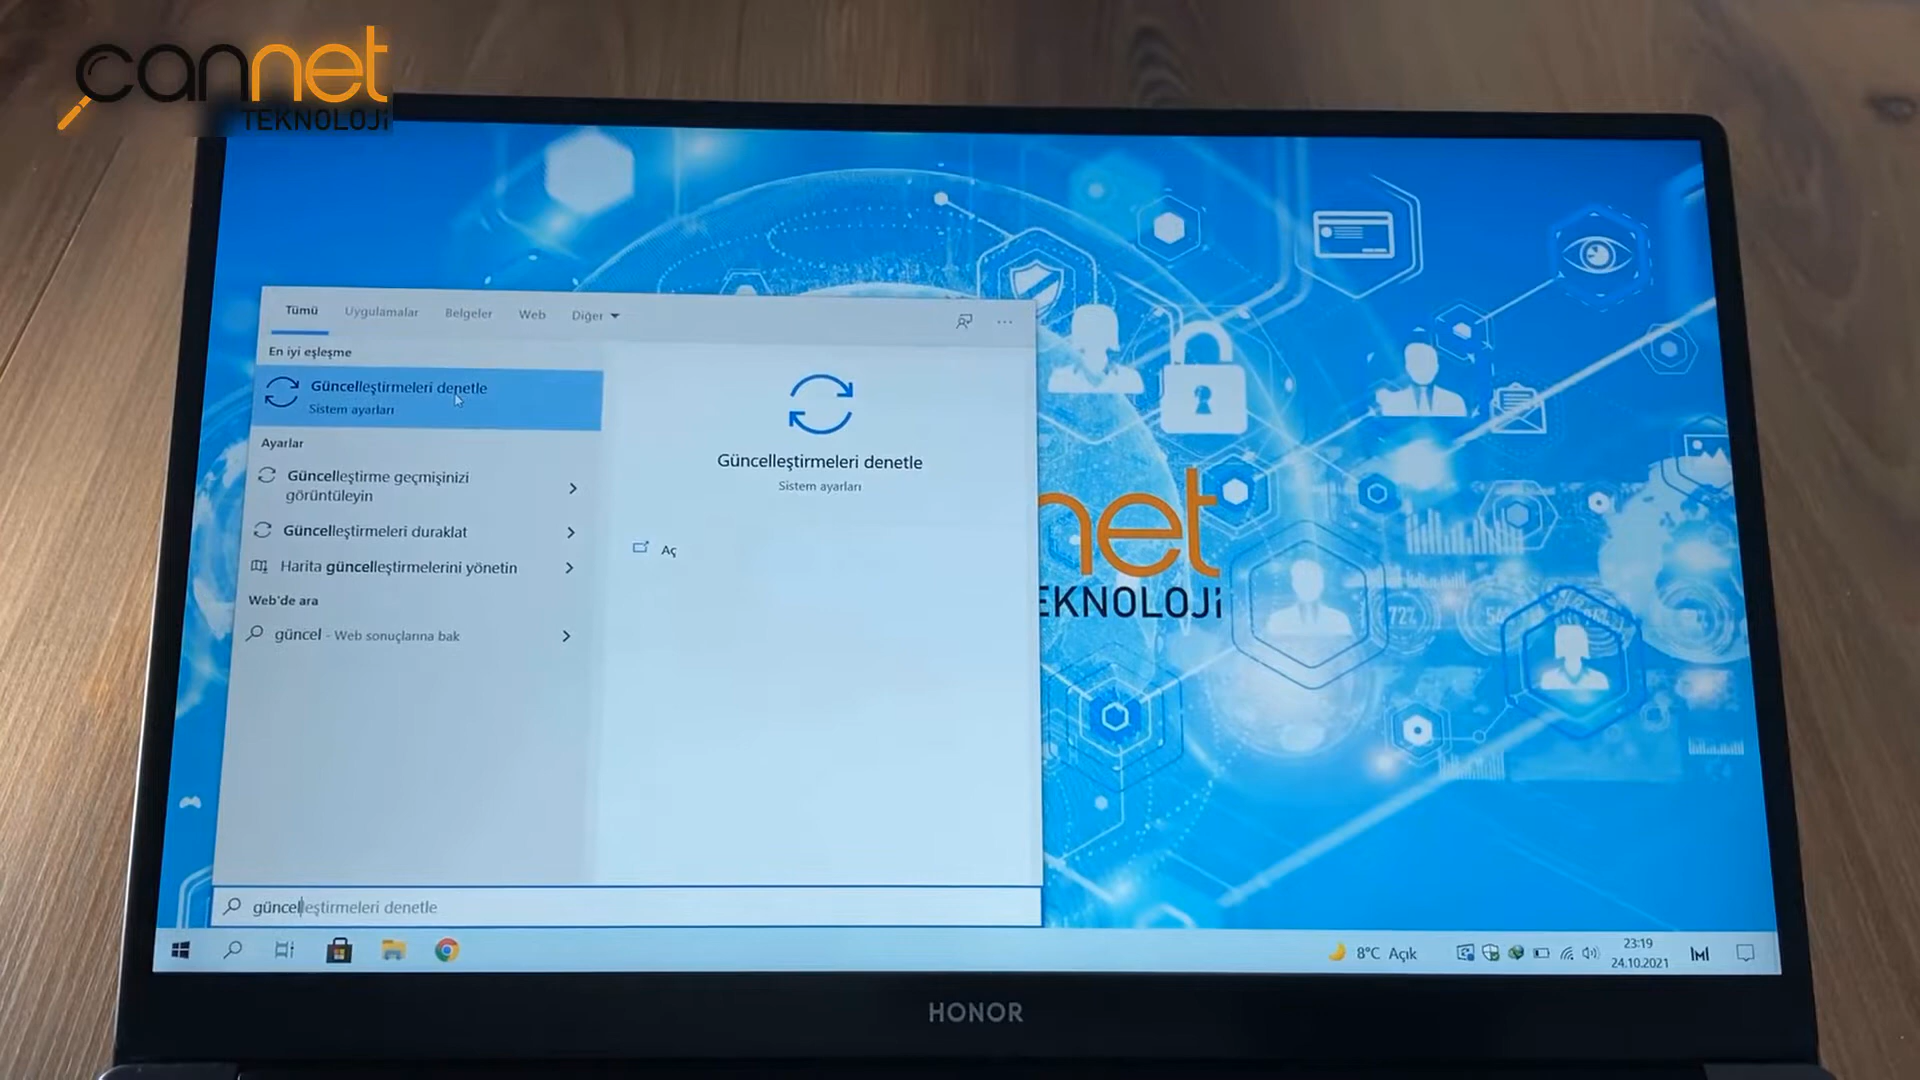 cannet
TEKNOLOJi
Tümü Uygulamalar Belgeler Web Diğer
En iyi eşleşme
Güncelleştirmeleri denetle
Sistem ayarları
Ayarlar
Güncelleştirme geçmişinizi
görüntüleyin
Güncelleştirmeleri duraklat
Harita güncelleştirmelerini yönetin
Web'de ara
güncel - Web sonuçlarına bak
Güncelleştirmeleri denetle
Sistem ayarları
Aç
net
EKNOLOJi
72%
güncelleştirmeleri denetle
8°C Açık
23:19
24.10.2021
HONOR